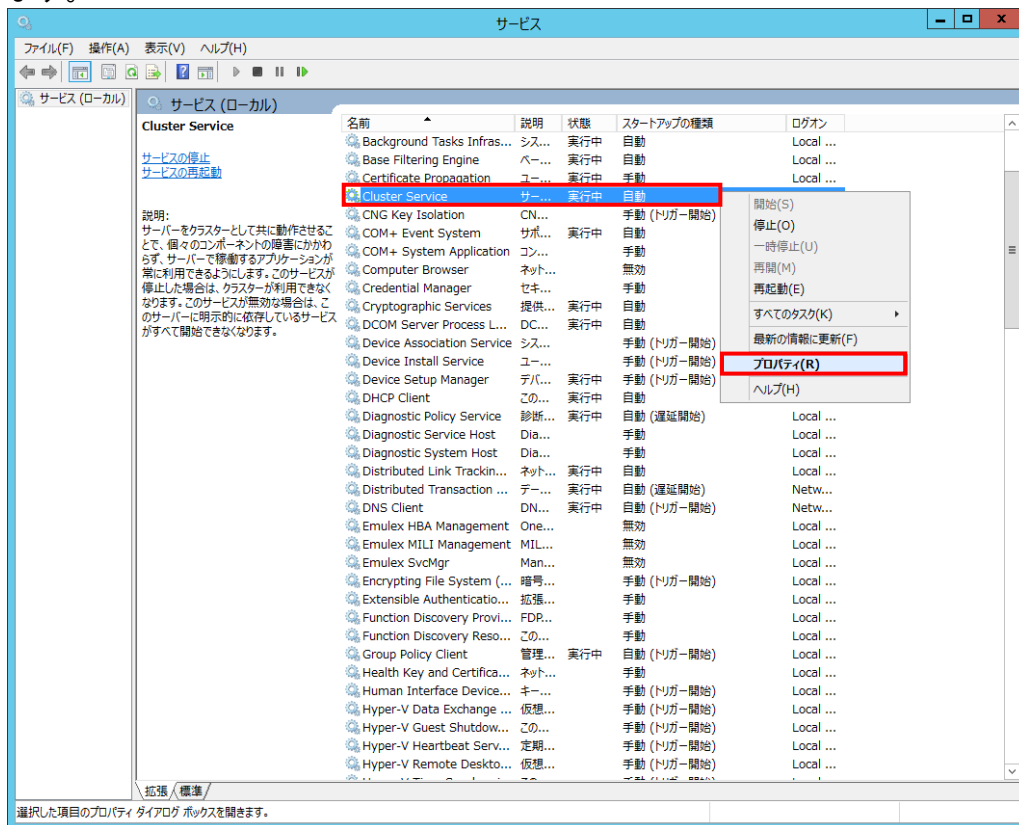 サービス
ファイル(F) 操作(A) 表示(V) ヘルプ(H)
サービス (ローカル)
サービス (ローカル)
Cluster Service
サービスの停止
サービスの再起動
説明:
サーバーをクラスターとして共に動作させるこ
とで、個々のコンポーネントの障害にかかわ
らず、サーバーで稼働するアプリケーションが
常に利用できるようにします。このサービスが
停止した場合は、クラスターが利用できなく
なります。このサービスが無効な場合は、こ
のサーバーに明示的に依存しているサービス
がすべて開始できなくなります。
名前 説明 状態 スタートアップの種類 ログオン
Background Tasks Infras... シス... 実行中 自動 Local ...
Base Filtering Engine ベー... 実行中 自動 Local ...
Certificate Propagation ユー... 実行中 手動 Local ...
Cluster Service サー... 実行中 自動
CNG Key Isolation CN... 手動 (トリガー開始)
COM+ Event System サポ... 実行中 自動
COM+ System Application コン... 手動
Computer Browser ネット... 無効
Credential Manager セキ... 手動
Cryptographic Services 提供... 実行中 自動
DCOM Server Process L... DC... 実行中 自動
Device Association Service シス... 手動 (トリガー開始)
Device Install Service ユー... 手動 (トリガー開始)
Device Setup Manager デバ... 実行中 手動 (トリガー開始)
DHCP Client この... 実行中 自動
Diagnostic Policy Service 診断... 実行中 自動 (遅延開始) Local ...
Diagnostic Service Host Dia... 手動 Local ...
Diagnostic System Host Dia... 手動 Local ...
Distributed Link Trackin... ネット... 実行中 自動 Local ...
Distributed Transaction ... デー... 実行中 自動 (遅延開始) Netw...
DNS Client DN... 実行中 自動 (トリガー開始) Netw...
Emulex HBA Management One... 無効 Local ...
Emulex MILI Management MIL... 無効 Local ...
Emulex SvcMgr Man... 無効 Local ...
Encrypting File System (... 暗号... 手動 (トリガー開始) Local ...
Extensible Authenticatio... 拡張... 手動 Local ...
Function Discovery Provi... FDP... 手動 Local ...
Function Discovery Reso... この... 手動 Local ...
Group Policy Client 管理... 実行中 自動 (トリガー開始) Local ...
Health Key and Certifica... ネット... 手動 Local ...
Human Interface Device... キー... 手動 (トリガー開始) Local ...
Hyper-V Data Exchange ... 仮想... 手動 (トリガー開始) Local ...
Hyper-V Guest Shutdow... この... 手動 (トリガー開始) Local ...
Hyper-V Heartbeat Serv... 定期... 手動 (トリガー開始) Local ...
Hyper-V Remote Deskto... 仮想... 手動 (トリガー開始) Local ...
開始(S)
停止(O)
一時停止(U)
再開(M)
再起動(E)
すべてのタスク(K)
最新の情報に更新(F)
プロパティ(R)
ヘルプ(H)
拡張 標準
選択した項目のプロパティ ダイアログ ボックスを開きます。